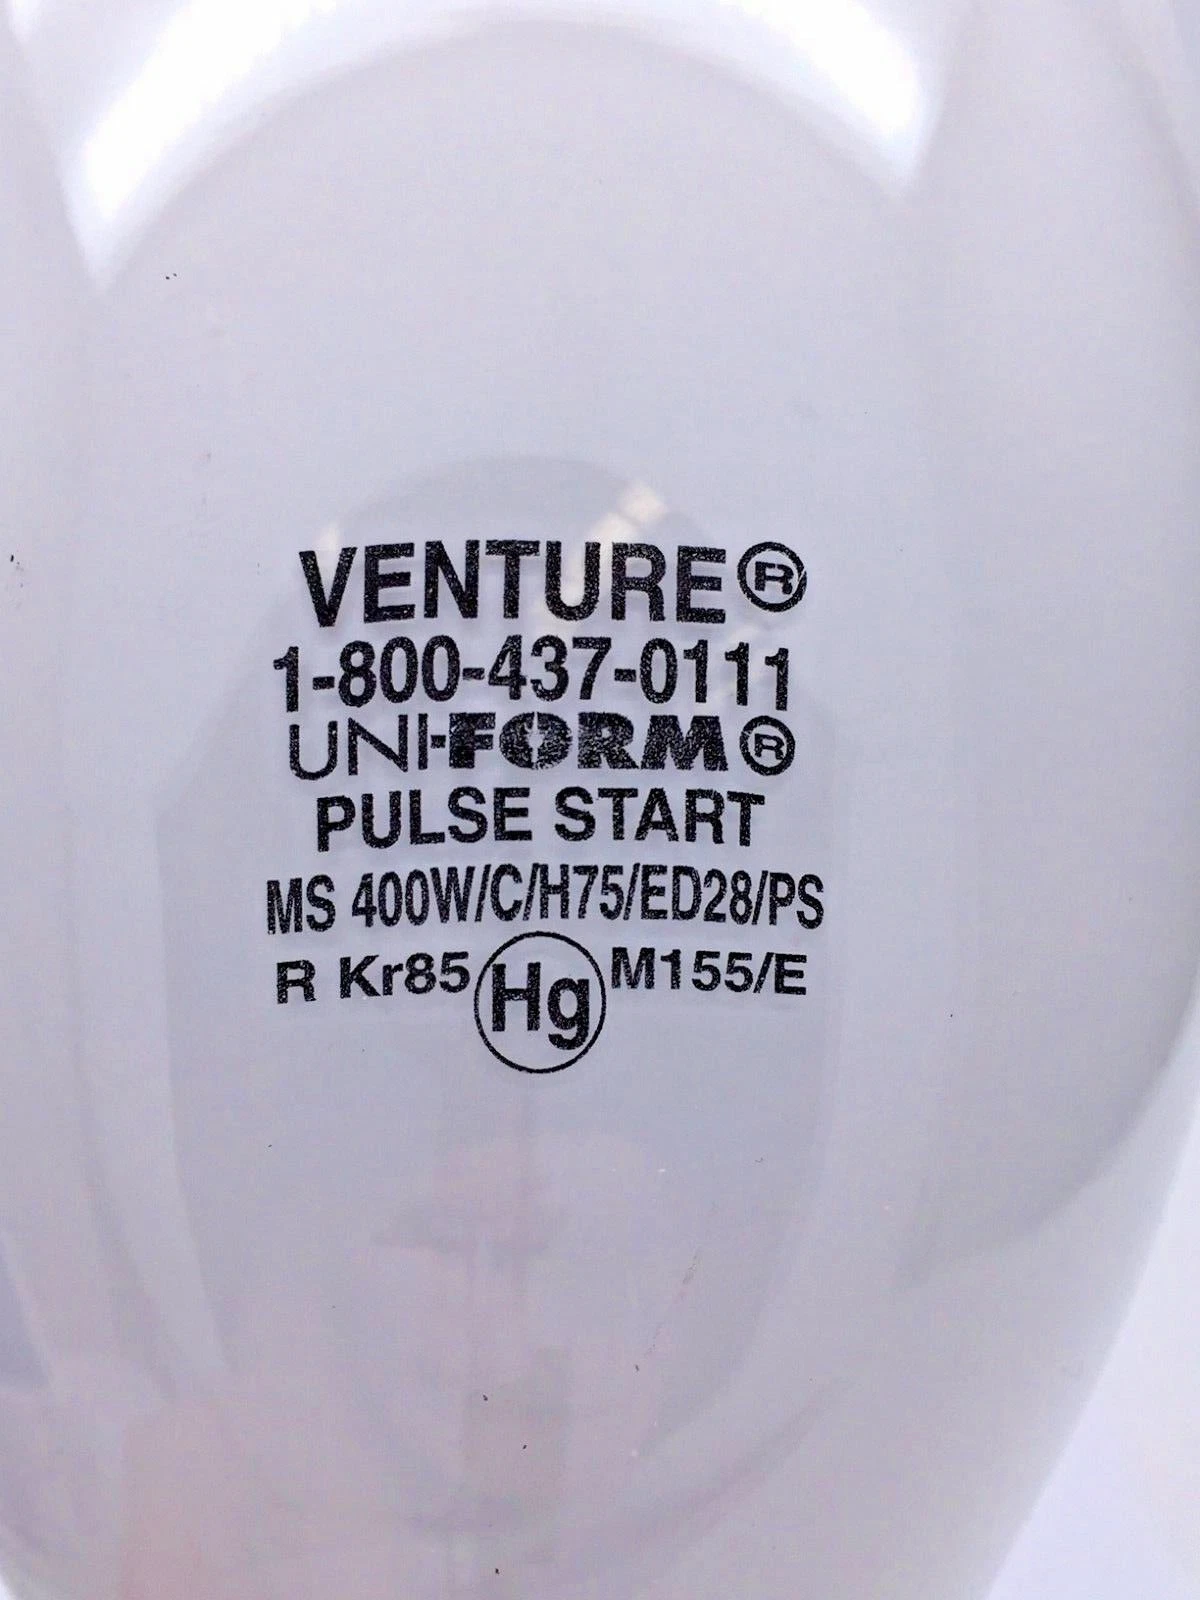 VENTURE®
1-800-437-0111
UNI-FORM®
PULSE START
MS 400W/C/H75/ED28/PS
R Kr85 Hg M155/E